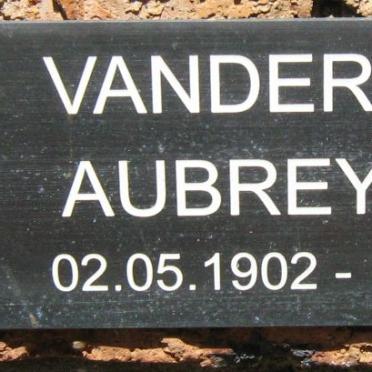 VANDER
AUBREY
02.05.1902 -